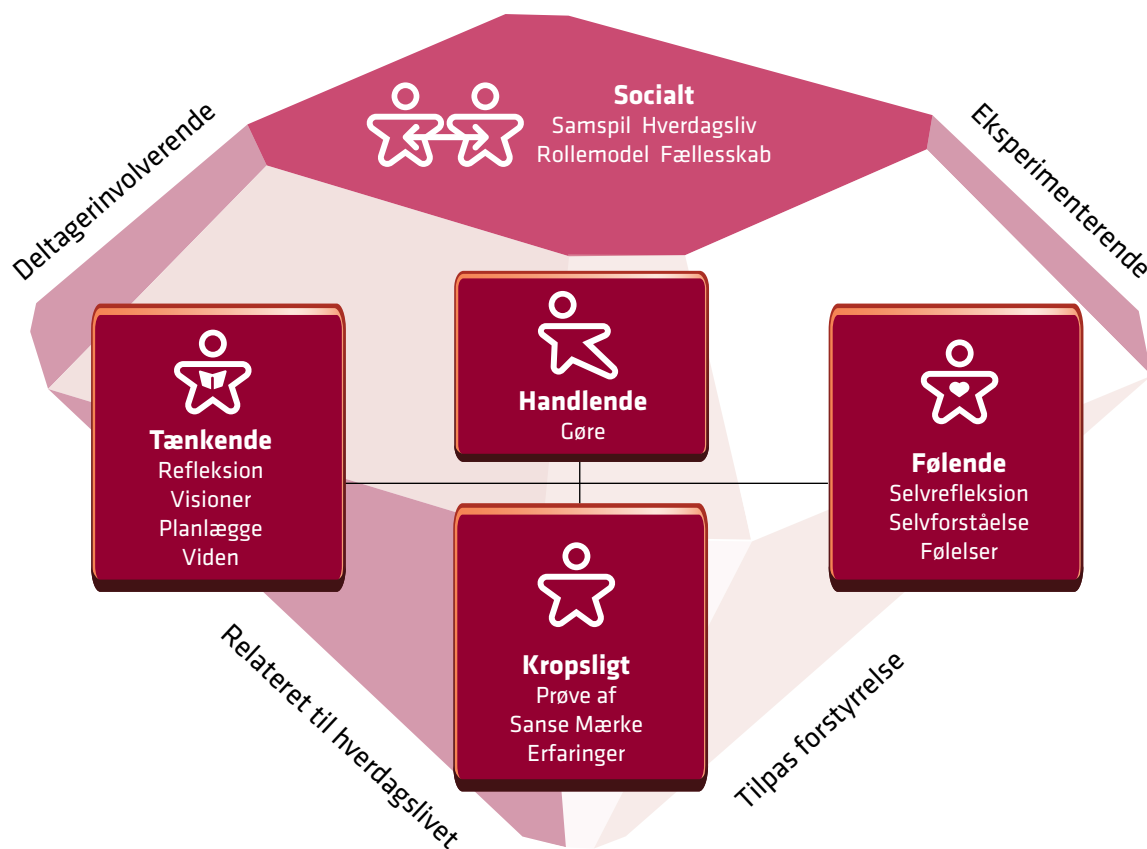 Socialt
Samspil Hverdagsliv
Rollemodel Fællesskab
Deltagerinvolverende
Eksperimenterende
Tænkende
Refleksion
Visioner
Planlægge
Viden
Handlende
Gøre
Følende
Selvrefleksion
Selvforståelse
Følelser
Kropsligt
Prøve af
Sanse Mærke
Erfaringer
Relateret til hverdagslivet
Tilpas forstyrrelse